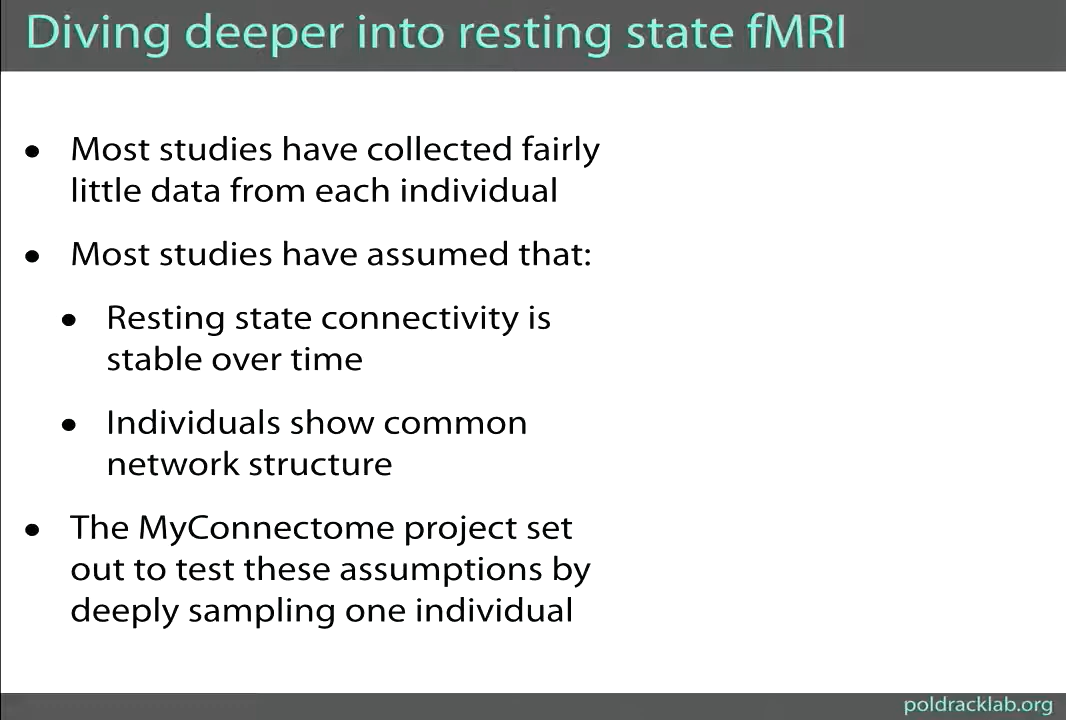 Diving deeper into resting state fMRI
• Most studies have collected fairly
little data from each individual
• Most studies have assumed that:
• Resting state connectivity is
stable over time
• Individuals show common
network structure
• The MyConnectome project set
out to test these assumptions by
deeply sampling one individual
poldracklab.org